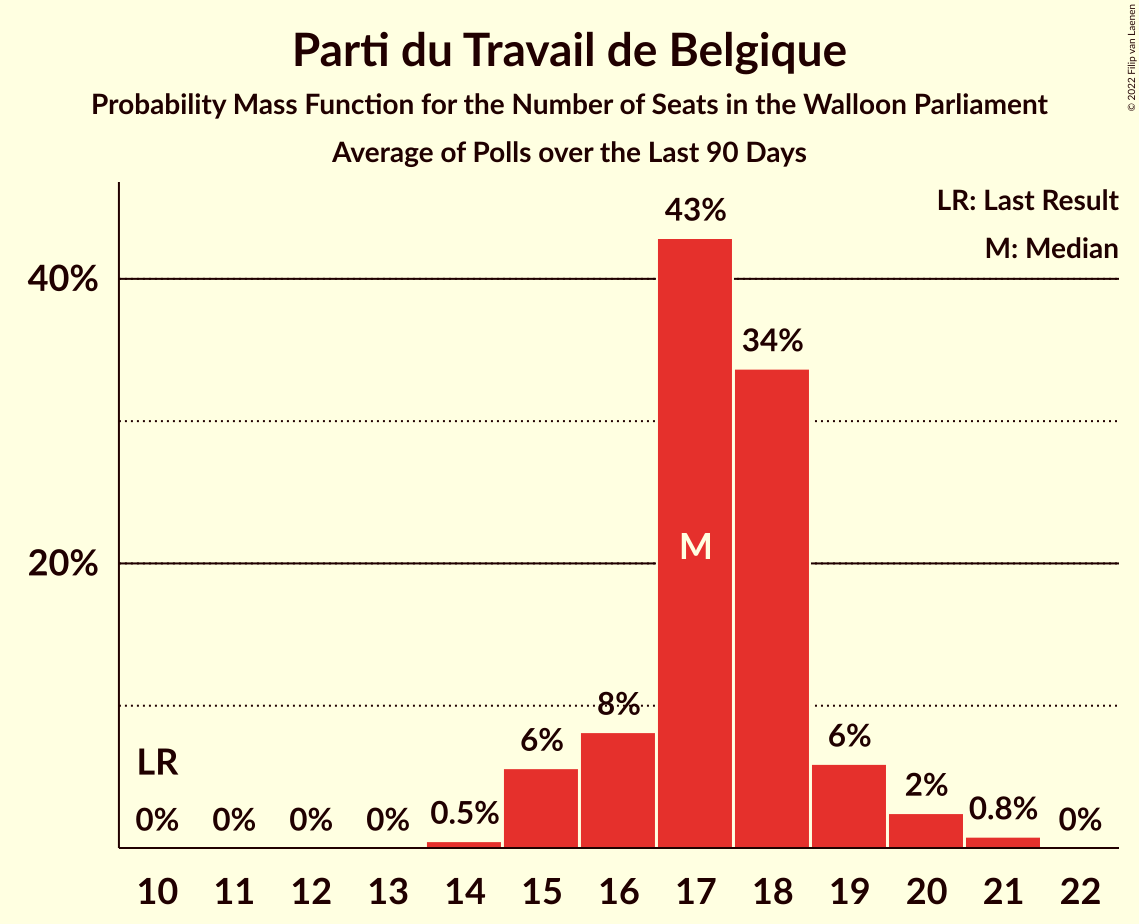 Parti du Travail de Belgique
Probability Mass Function for the Number of Seats in the Walloon Parliament
Average of Polls over the Last 90 Days
© 2022 Filip van Laenen
LR: Last Result
M: Median
40%
20%
LR
M
0% 0% 0% 0% 0.5% 6% 8% 43% 34% 6% 2% 0.8% 0%
10 11 12 13 14 15 16 17 18 19 20 21 22